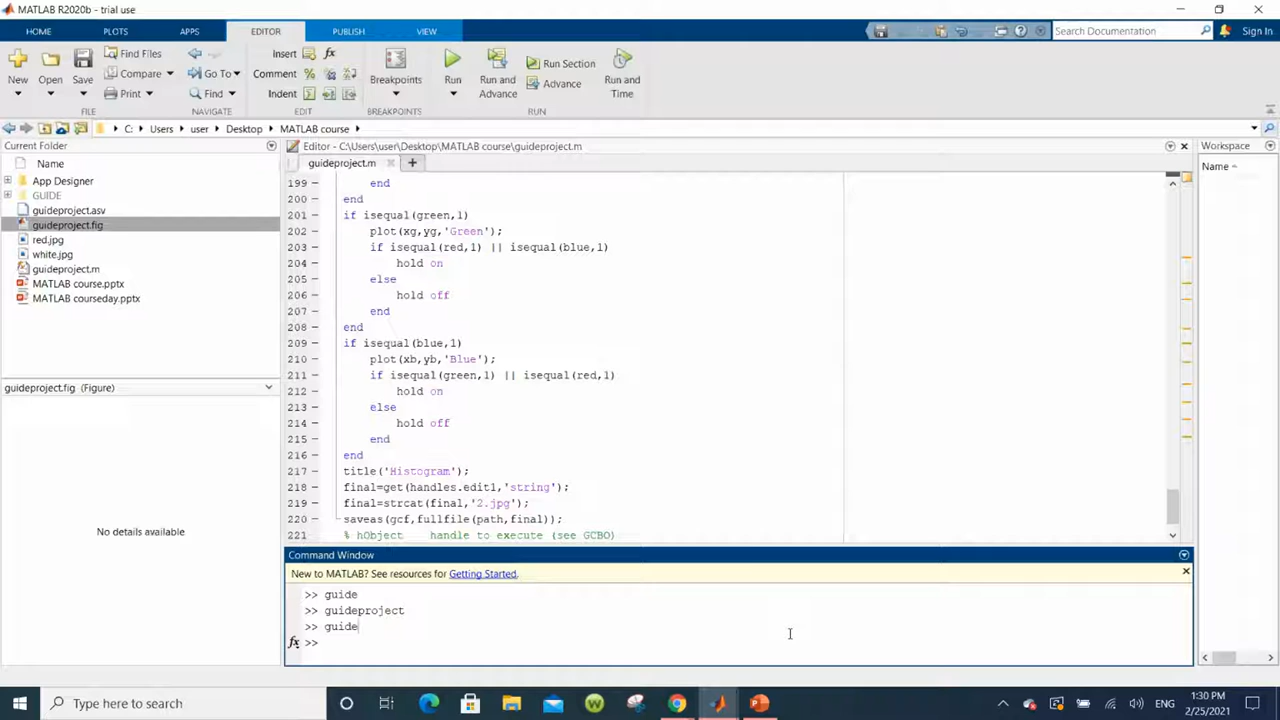 MATLAB R2020b - trial use
HOME PLOTS APPS EDITOR PUBLISH VIEW
Search Documentation
Sign In
New Open Save
Find Files
Compare
Print
FILE
Go To
Find
NAVIGATE
Insert
Comment
Indent
EDIT
Breakpoints
BREAKPOINTS
Run
Run and Advance
Run Section
Advance
Run and Time
RUN
C: Users user Desktop MATLAB course
Current Folder
Name
App Designer
GUIDE
guideproject.asv
guideproject.fig
red.jpg
white.jpg
guideproject.m
MATLAB course.pptx
MATLAB courseday.pptx
guideproject.fig (Figure)
No details available
Editor - C:\Users\user\Desktop\MATLAB course\guideproject.m
guideproject.m
199 – end
200 – end
201 – if isequal(green,1)
202 – plot(xg,yg,'Green');
203 – if isequal(red,1) || isequal(blue,1)
204 – hold on
205 – else
206 – hold off
207 – end
208 – end
209 – if isequal(blue,1)
210 – plot(xb,yb,'Blue');
211 – if isequal(green,1) || isequal(red,1)
212 – hold on
213 – else
214 – hold off
215 – end
216 – end
217 – title('Histogram');
218 – final=get(handles.edit1,'string');
219 – final=strcat(final,'2.jpg');
220 – saveas(gcf,fullfile(path,final));
221 % hObject handle to execute (see GCBO)
Workspace
Name
Command Window
New to MATLAB? See resources for Getting Started.
>> guide
>> guideproject
>> guide
fx >>
Type here to search
ENG
1:30 PM
2/25/2021